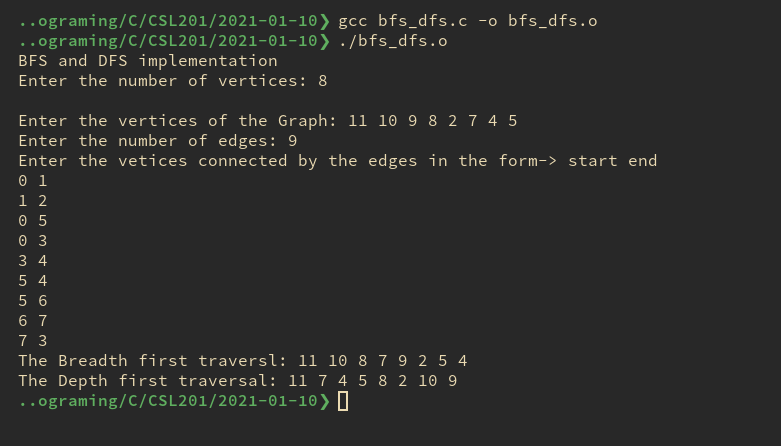 ..ograming/C/CSL201/2021-01-10❯ gcc bfs_dfs.c -o bfs_dfs.o
..ograming/C/CSL201/2021-01-10❯ ./bfs_dfs.o
BFS and DFS implementation
Enter the number of vertices: 8
Enter the vertices of the Graph: 11 10 9 8 2 7 4 5
Enter the number of edges: 9
Enter the vetices connected by the edges in the form-> start end
0 1
1 2
0 5
0 3
3 4
5 4
5 6
6 7
7 3
The Breadth first traversl: 11 10 8 7 9 2 5 4
The Depth first traversal: 11 7 4 5 8 2 10 9
..ograming/C/CSL201/2021-01-10❯